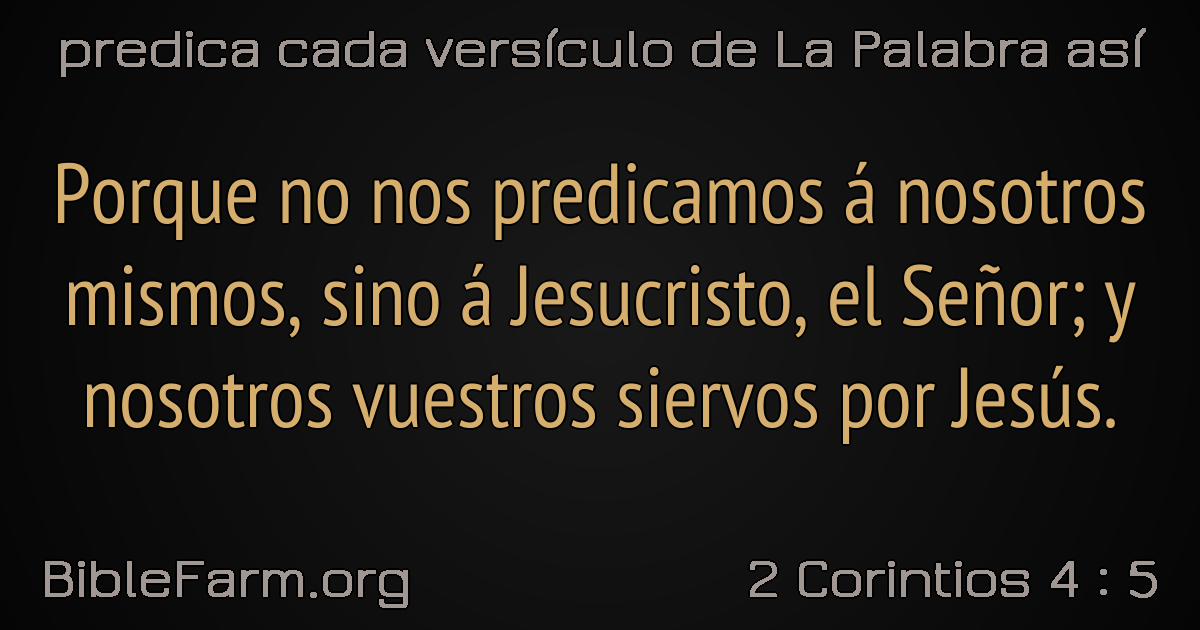 predica cada versículo de La Palabra así
Porque no nos predicamos á nosotros
mismos, sino á Jesucristo, el Señor; y
nosotros vuestros siervos por Jesús.
BibleFarm.org
2 Corintios 4 : 5